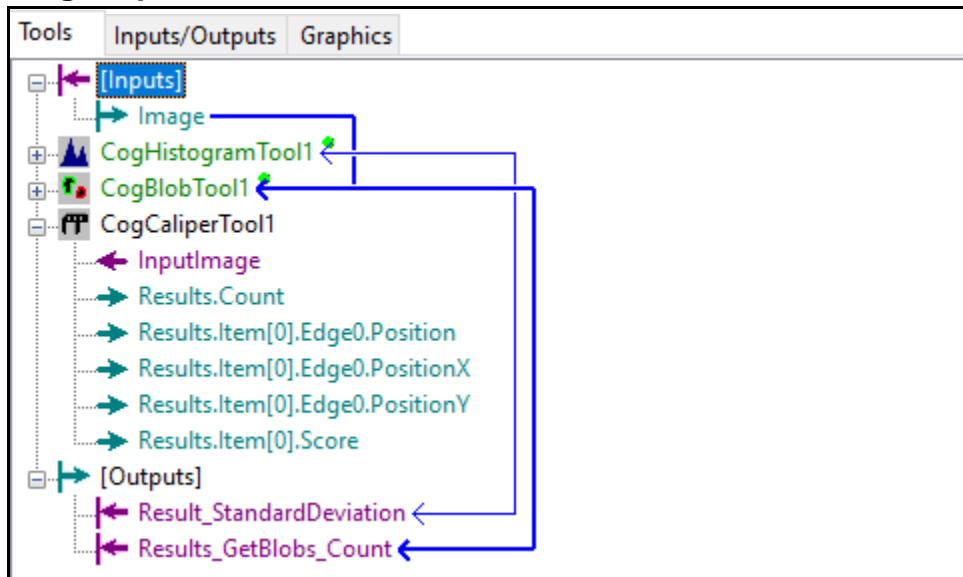 Tools Inputs/Outputs Graphics
[Inputs]
Image
CogHistogramTool1
CogBlobTool1
CogCaliperTool1
InputImage
Results.Count
Results.Item[0].Edge0.Position
Results.Item[0].Edge0.PositionX
Results.Item[0].Edge0.PositionY
Results.Item[0].Score
[Outputs]
Result_StandardDeviation
Results_GetBlobs_Count